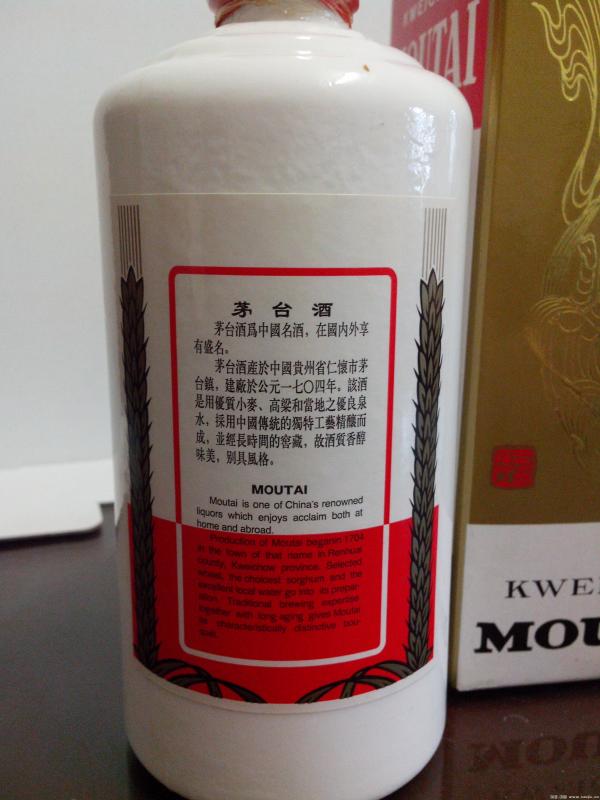 KWEIC
MOUTAI
茅台酒
茅台酒爲中國名酒，在國内外享
有盛名。
茅台酒産於中國貴州省仁懷市茅
台鎮，建廠於公元一七〇四年。該酒
是用優質小麥、高梁和當地之優良泉
水，採用中國傳統的獨特工藝精釀而
成，並經長時間的窖藏，故酒質香醇
味美，别具風格。
MOUTAI
Moutai is one of China's renowned
liquors which enjoys acclaim both at
home and abroad.
Production of Moutai beganin 1704
in the town of that name in Renhuai
county, Kweichow province. Selected
wheat, the choicest sorghum and the
excellent local water go into its prepar-
ation. Traditional brewing expertise
together with long aging gives Moutai
its characteristically distinctive bou-
quet.
KWEI
MOU